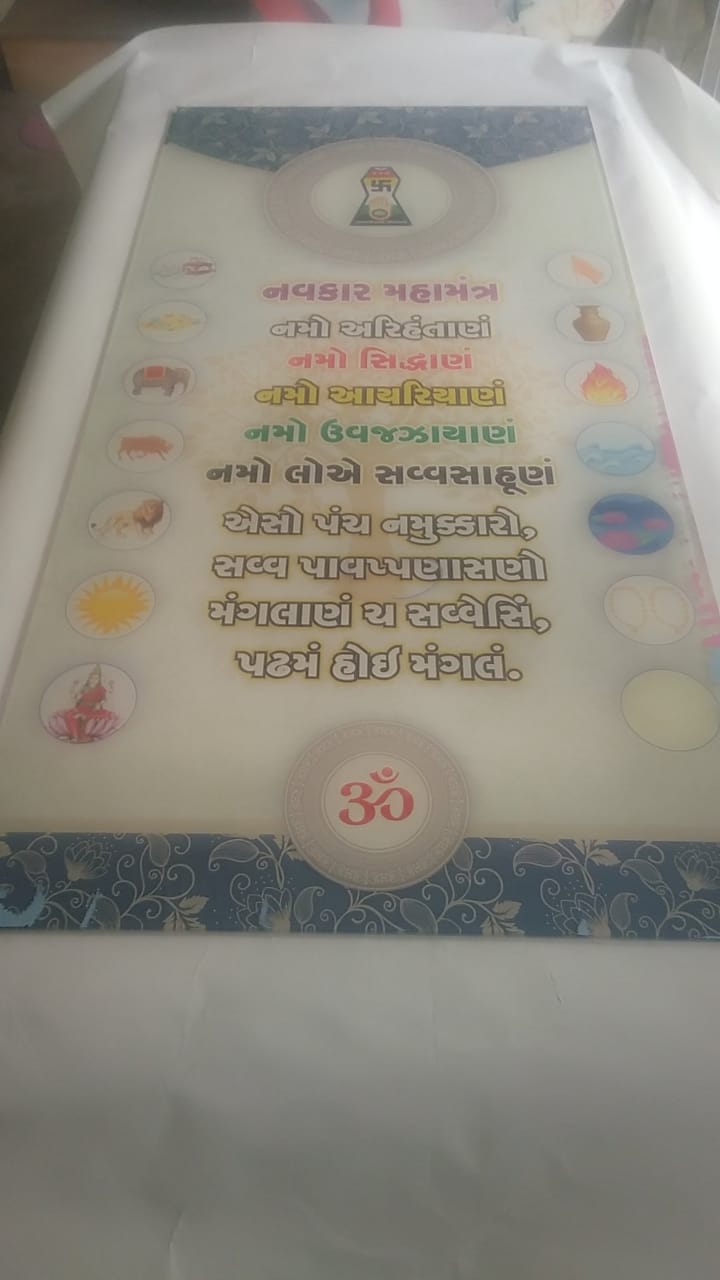 નવકાર મહામંત્ર
નમો અરિહંતાણં
નમો સિદ્ધાણં
નમો આયરિયાણં
નમો ઉવજઝાયાણં
નમો લોએ સવ્વસાહૂણં
એસો પંચ નમુક્કારો,
સવ્વ પાવપ્પણાસણો
મંગલાણં ચ સવ્વેસિં,
પઢમં હોઇ મંગલં.
ૐ